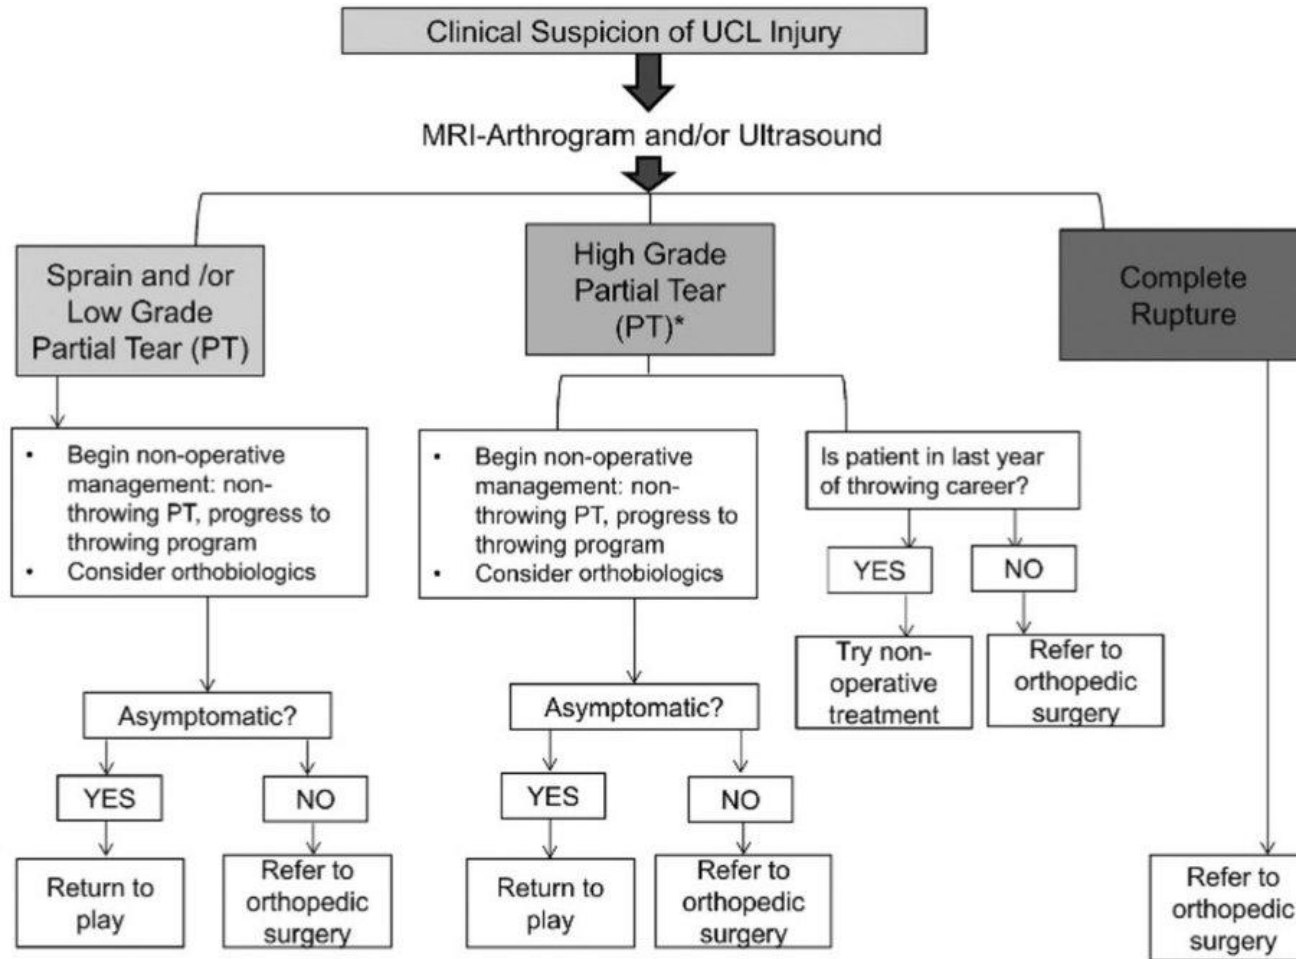 Clinical Suspicion of UCL Injury
MRI-Arthrogram and/or Ultrasound
Sprain and /or
Low Grade
Partial Tear (PT)
High Grade
Partial Tear
(PT)*
Complete
Rupture
• Begin non-operative
management: non-
throwing PT, progress to
throwing program
• Consider orthobiologics
• Begin non-operative
management: non-
throwing PT, progress to
throwing program
• Consider orthobiologics
Is patient in last year
of throwing career?
YES
NO
Try non-
operative
treatment
Refer to
orthopedic
surgery
Asymptomatic?
YES
NO
Return to
play
Refer to
orthopedic
surgery
Asymptomatic?
YES
NO
Return to
play
Refer to
orthopedic
surgery
Refer to
orthopedic
surgery